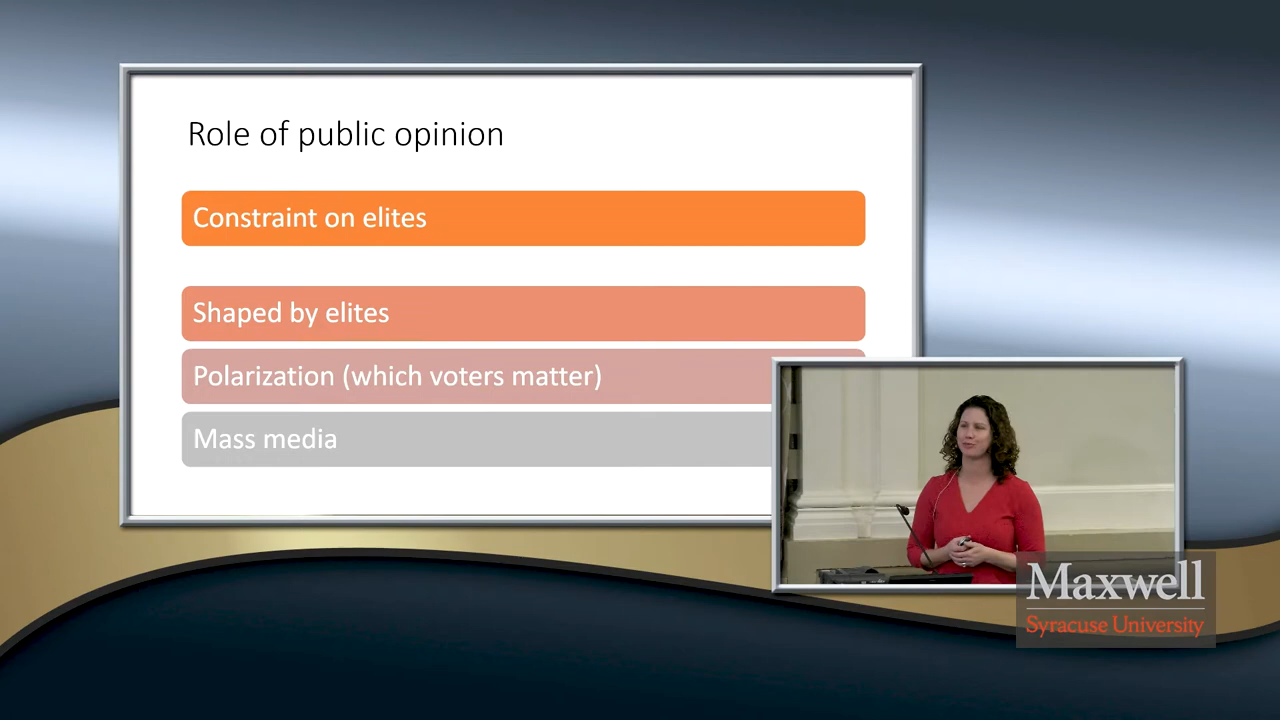 Role of public opinion
Constraint on elites
Shaped by elites
Polarization (which voters matter)
Mass media
Maxwell
Syracuse University